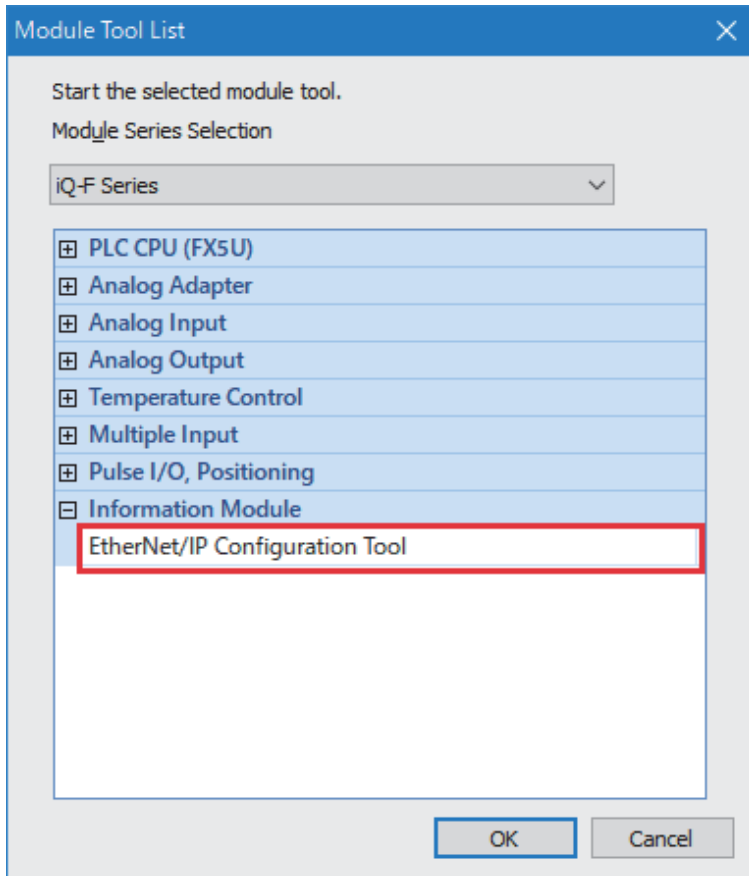 Module Tool List
Start the selected module tool.
Module Series Selection
iQ-F Series
PLC CPU (FX5U)
Analog Adapter
Analog Input
Analog Output
Temperature Control
Multiple Input
Pulse I/O, Positioning
Information Module
EtherNet/IP Configuration Tool
OK Cancel